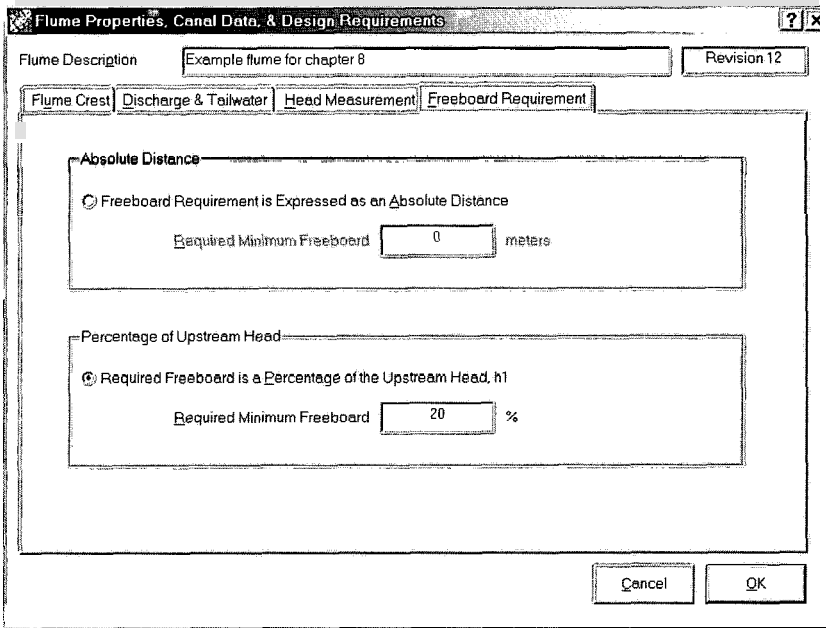 Flume Properties, Canal Data, & Design Requirements ? X
Flume Description Example flume for chapter 8 Revision 12
Flume Crest Discharge & Tailwater Head Measurement Freeboard Requirement
Absolute Distance
Freeboard Requirement is Expressed as an Absolute Distance
Required Minimum Freeboard 0 meters
Percentage of Upstream Head
Required Freeboard is a Percentage of the Upstream Head, h1
Required Minimum Freeboard 20 %
Cancel OK